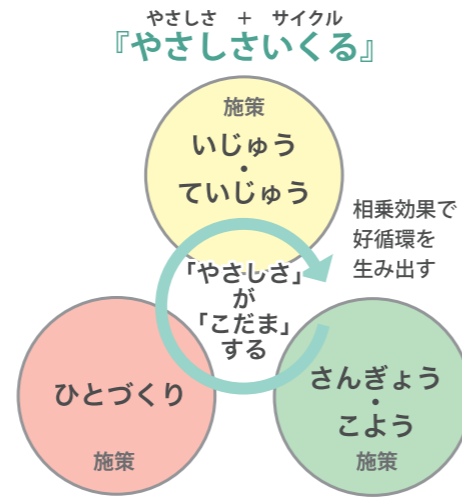 やさしさ ＋ サイクル
『やさしさいくる』
施策
いじゅう
・
ていじゅう
相乗効果で
好循環を
生み出す
「やさしさ」
が
「こだま」
する
ひとづくり
施策
さんぎょう
・
こよう
施策